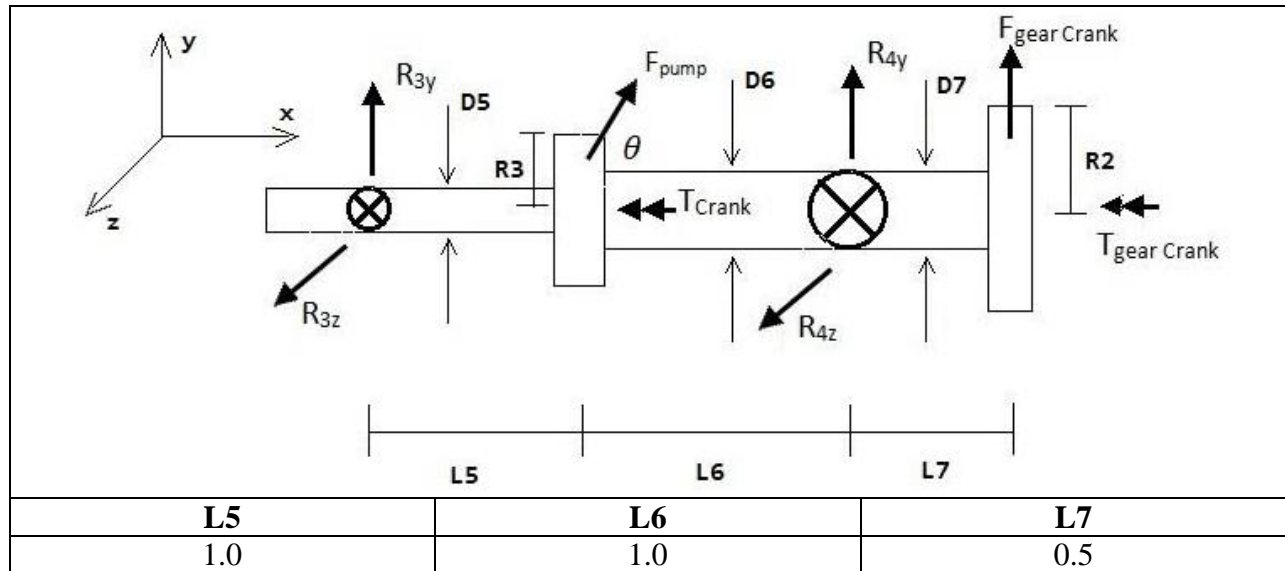 y
x
z
R3y
D5
Fpump
θ
R3
TCrank
D6
R4y
D7
Fgear Crank
R2
Tgear Crank
R3z
R4z
L5
L6
L7
L5 L6 L7
1.0 1.0 0.5